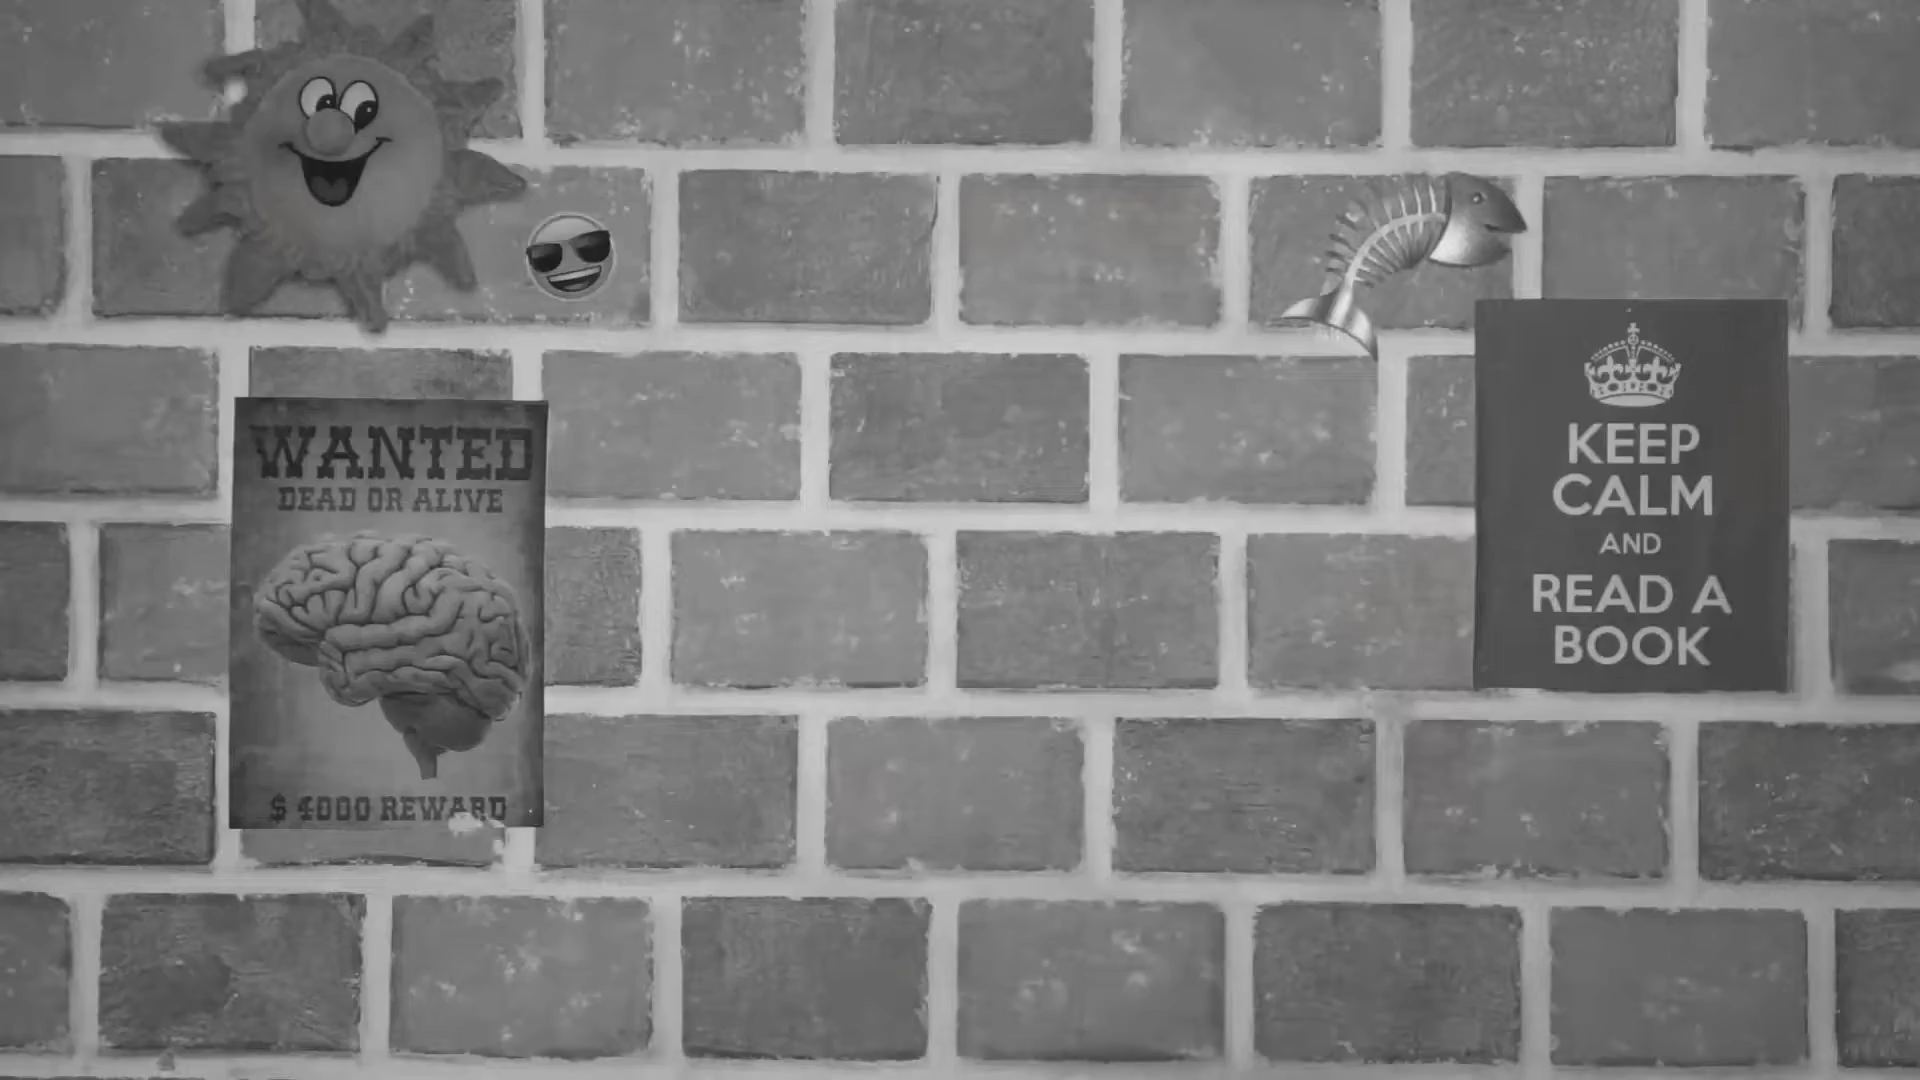 WANTED
DEAD OR ALIVE
$ 4000 REWARD
KEEP
CALM
AND
READ A
BOOK